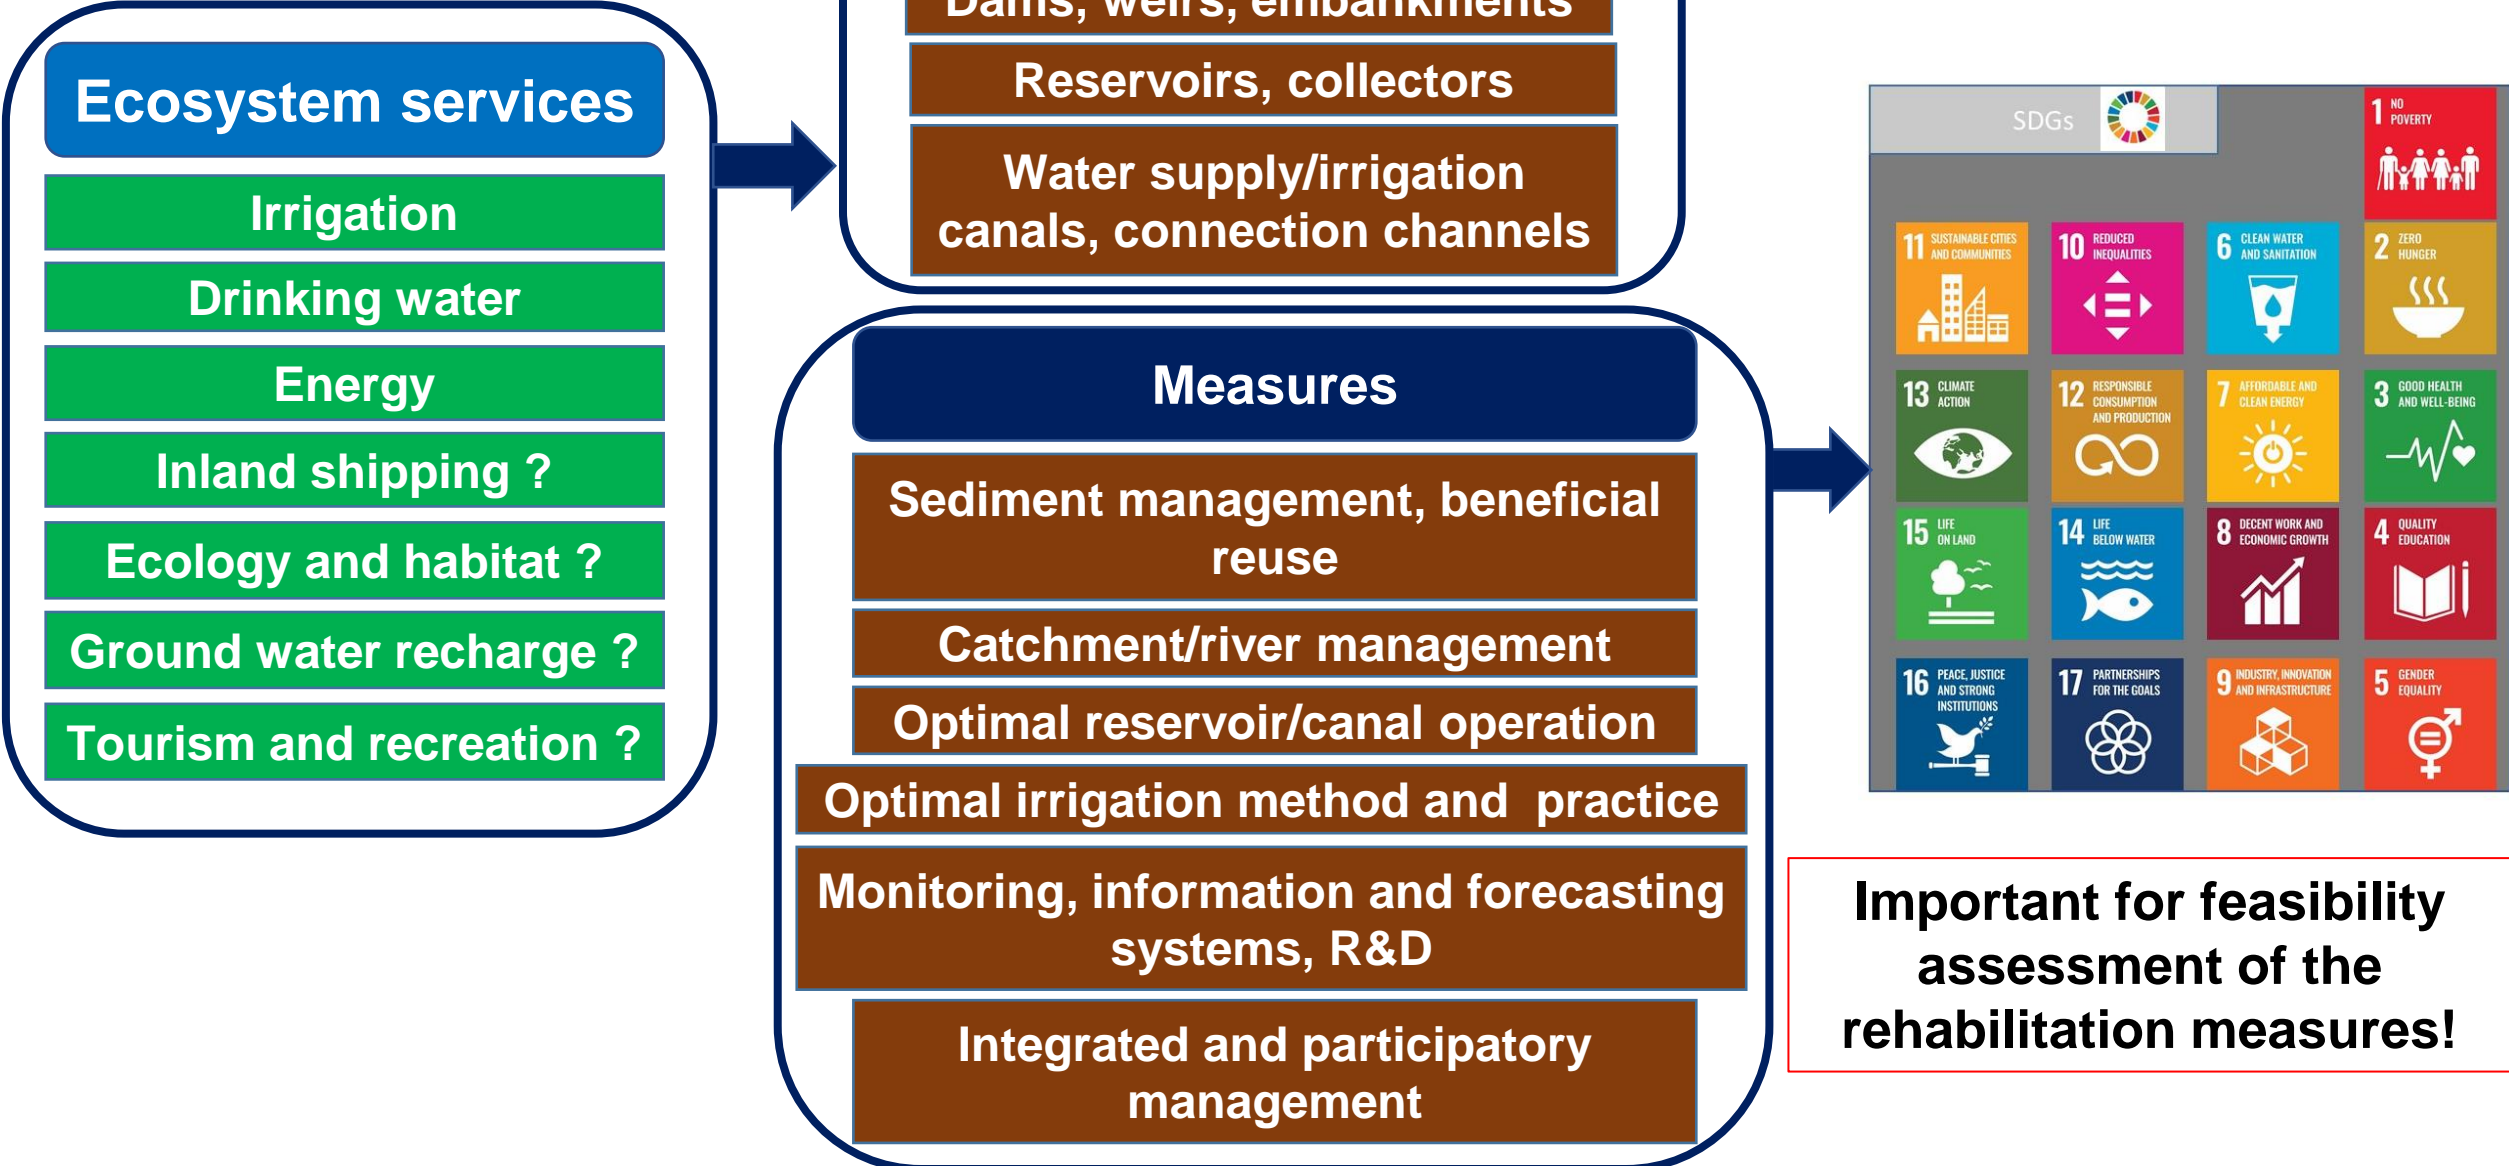 Ecosystem services
Irrigation
Drinking water
Energy
Inland shipping ?
Ecology and habitat ?
Ground water recharge ?
Tourism and recreation ?
Dams, weirs, embankments
Reservoirs, collectors
Water supply/irrigation
canals, connection channels
Measures
Sediment management, beneficial
reuse
Catchment/river management
Optimal reservoir/canal operation
Optimal irrigation method and practice
Monitoring, information and forecasting
systems, R&D
Integrated and participatory
management
SDGs
1 NO
POVERTY
11 SUSTAINABLE CITIES
AND COMMUNITIES
10 REDUCED
INEQUALITIES
6 CLEAN WATER
AND SANITATION
2 ZERO
HUNGER
13 CLIMATE
ACTION
12 RESPONSIBLE
CONSUMPTION
AND PRODUCTION
7 AFFORDABLE AND
CLEAN ENERGY
3 GOOD HEALTH
AND WELL-BEING
15 LIFE
ON LAND
14 LIFE
BELOW WATER
8 DECENT WORK AND
ECONOMIC GROWTH
4 QUALITY
EDUCATION
16 PEACE, JUSTICE
AND STRONG
INSTITUTIONS
17 PARTNERSHIPS
FOR THE GOALS
9 INDUSTRY, INNOVATION
AND INFRASTRUCTURE
5 GENDER
EQUALITY
Important for feasibility
assessment of the
rehabilitation measures!